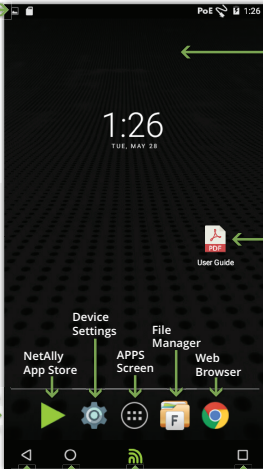 PoE 1:26
1:26
TUE, MAY 28
PDF
User Guide
Device
Settings
File
Manager
NetAlly
App Store
APPS
Screen
Web
Browser
F